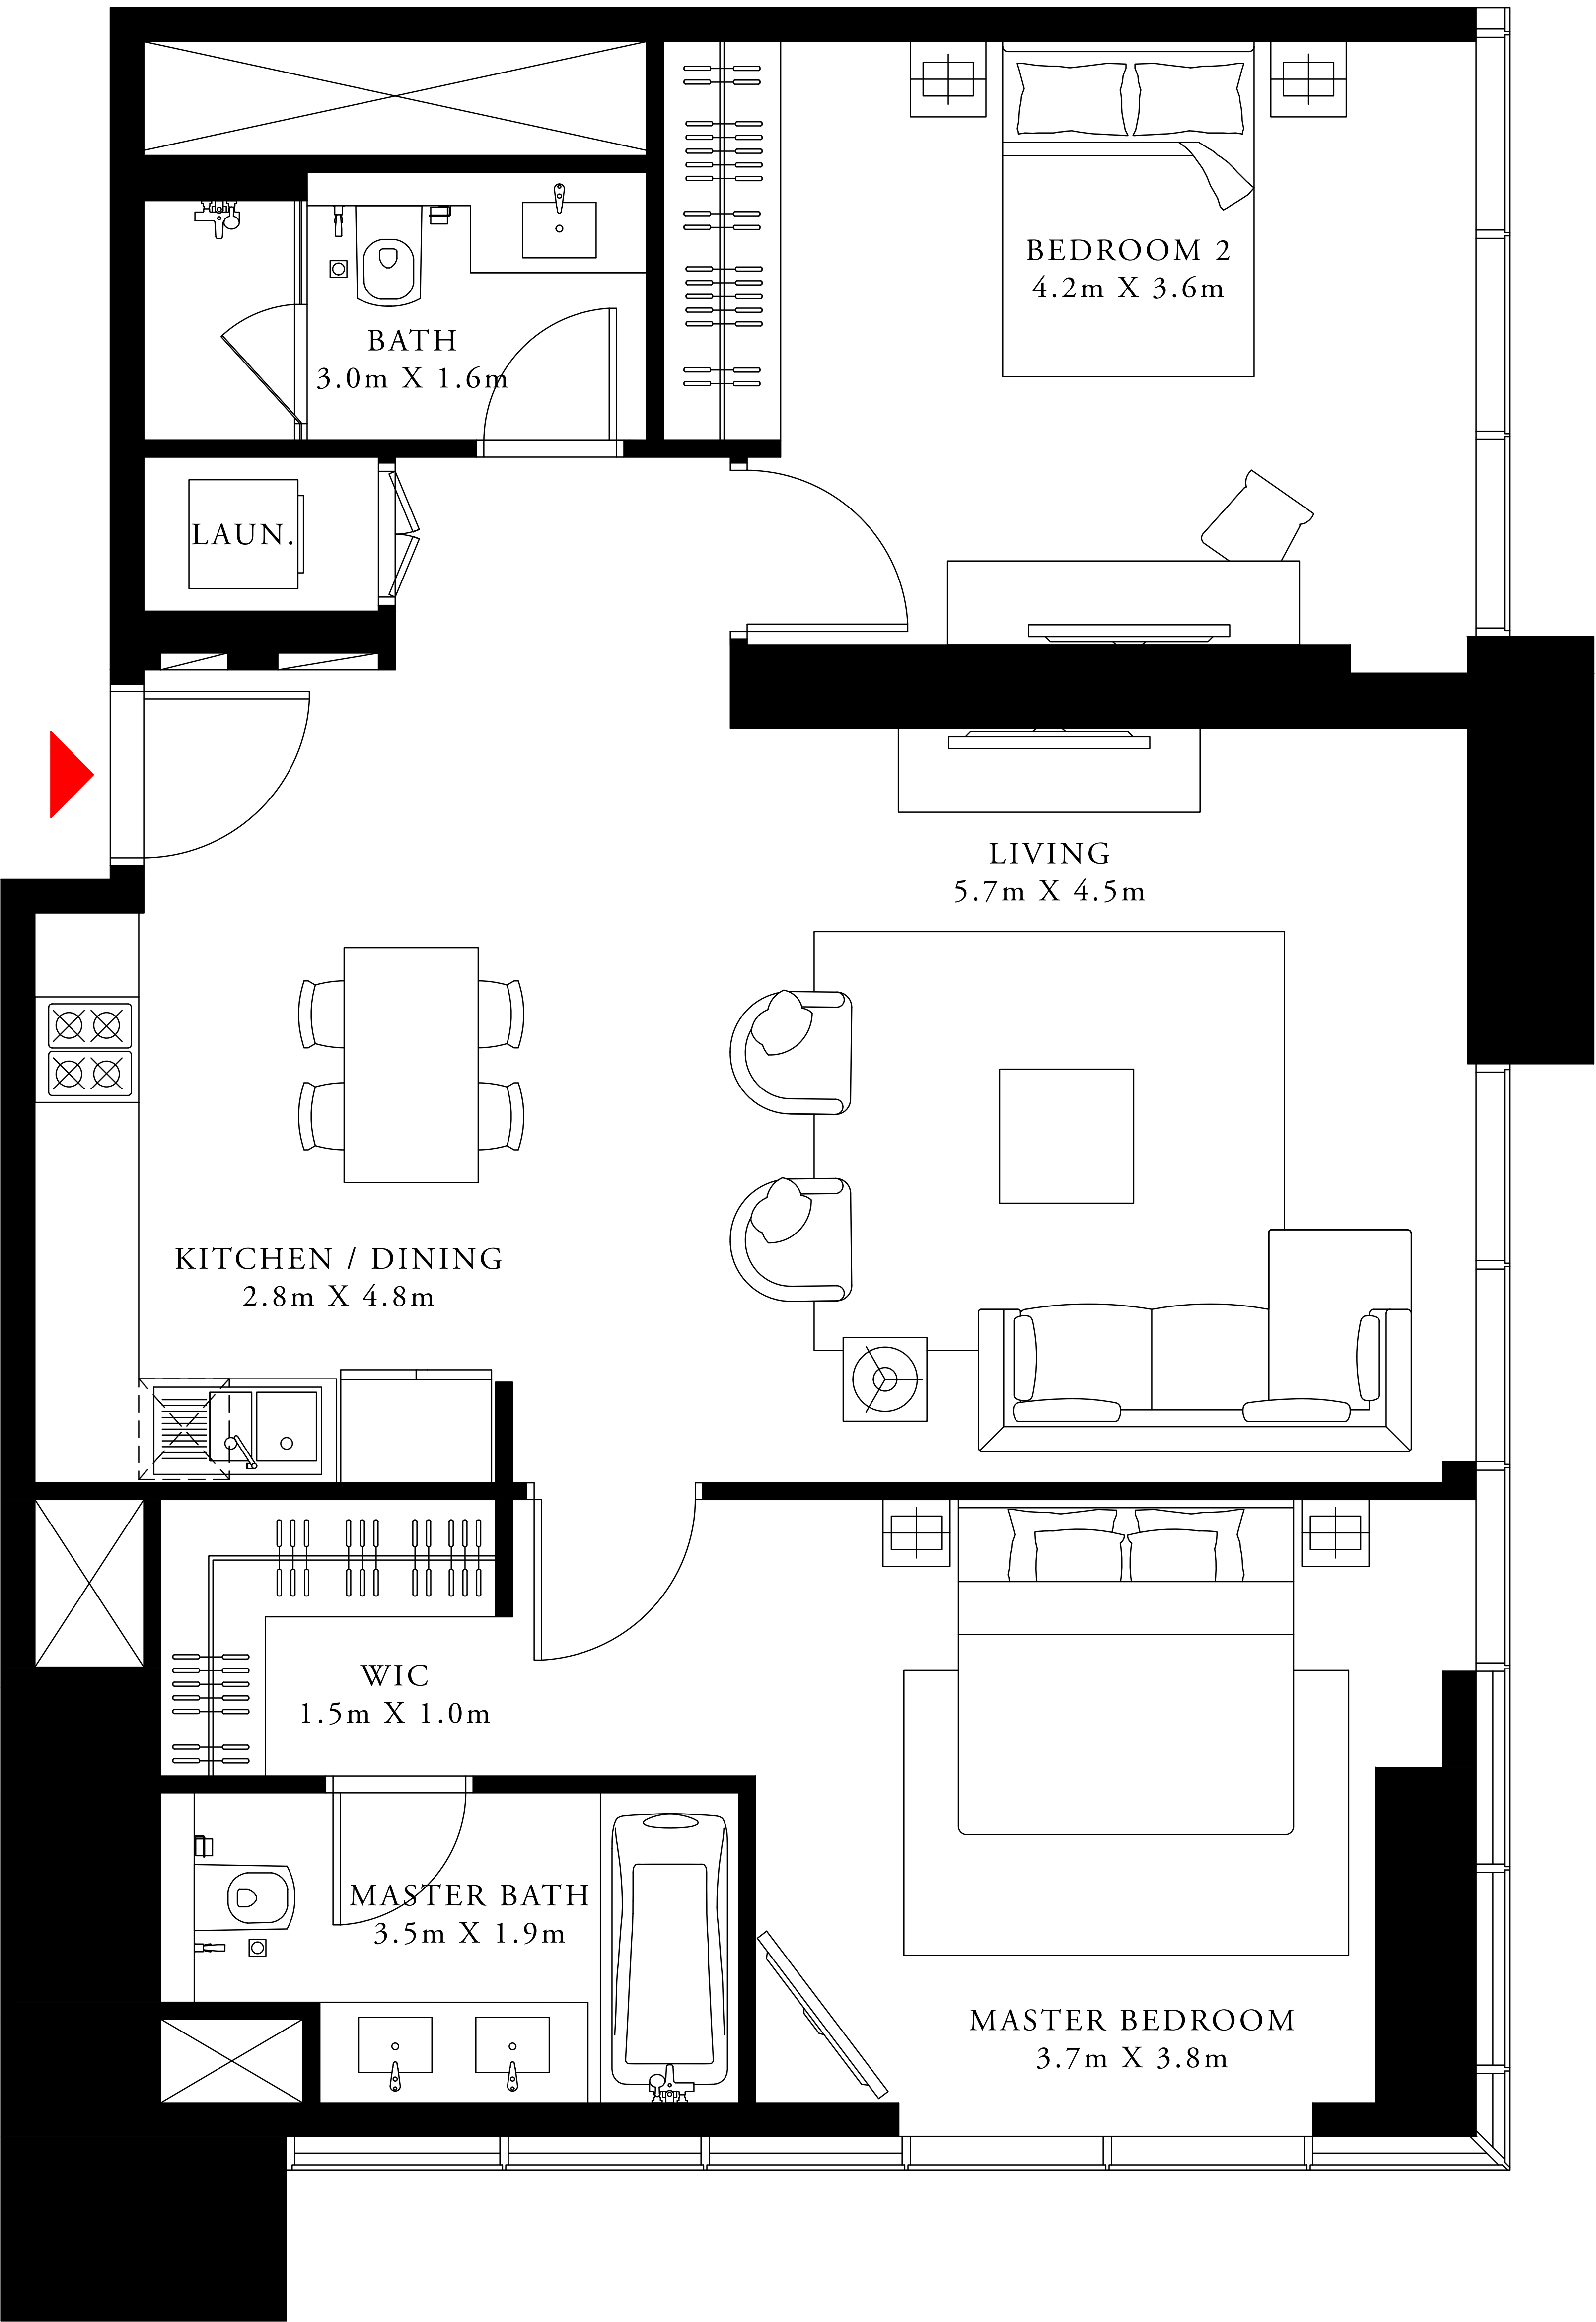 BEDROOM 2
4.2m X 3.6m
BATH
3.0m X 1.6m
LAUN.
LIVING
5.7m X 4.5m
KITCHEN / DINING
2.8m X 4.8m
WIC
1.5m X 1.0m
MASTER BATH
3.5m X 1.9m
MASTER BEDROOM
3.7m X 3.8m